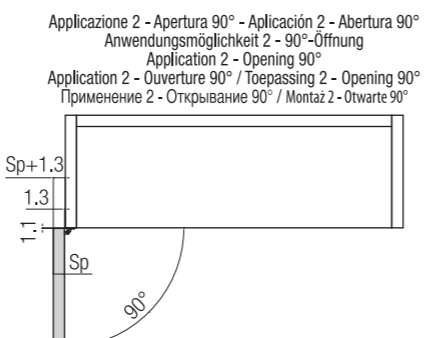 Applicazione 2 - Apertura 90° - Aplicación 2 - Abertura 90°
Anwendungsmöglichkeit 2 - 90°-Öffnung
Application 2 - Opening 90°
Application 2 - Ouverture 90° / Toepassing 2 - Opening 90°
Применение 2 - Открывание 90° / Montaż 2 - Otwarte 90°
Sp+1.3
1.3
1.1
Sp
90°